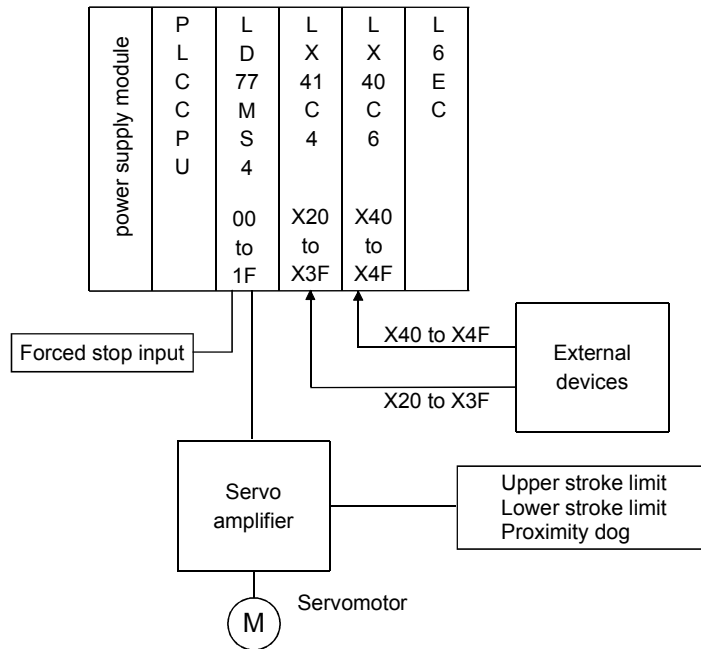 power supply module
P
L
C
C
P
U
L
D
77
M
S
4
00
to
1F
L
X
41
C
4
X20
to
X3F
L
X
40
C
6
X40
to
X4F
L
6
E
C
Forced stop input
X40 to X4F
X20 to X3F
External
devices
Servo
amplifier
Upper stroke limit
Lower stroke limit
Proximity dog
Servomotor
M